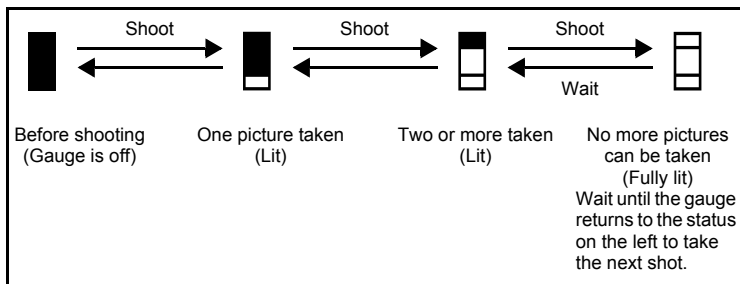 Shoot
Shoot
Shoot
Wait
Before shooting
(Gauge is off)
One picture taken
(Lit)
Two or more taken
(Lit)
No more pictures
can be taken
(Fully lit)
Wait until the gauge
returns to the status
on the left to take
the next shot.